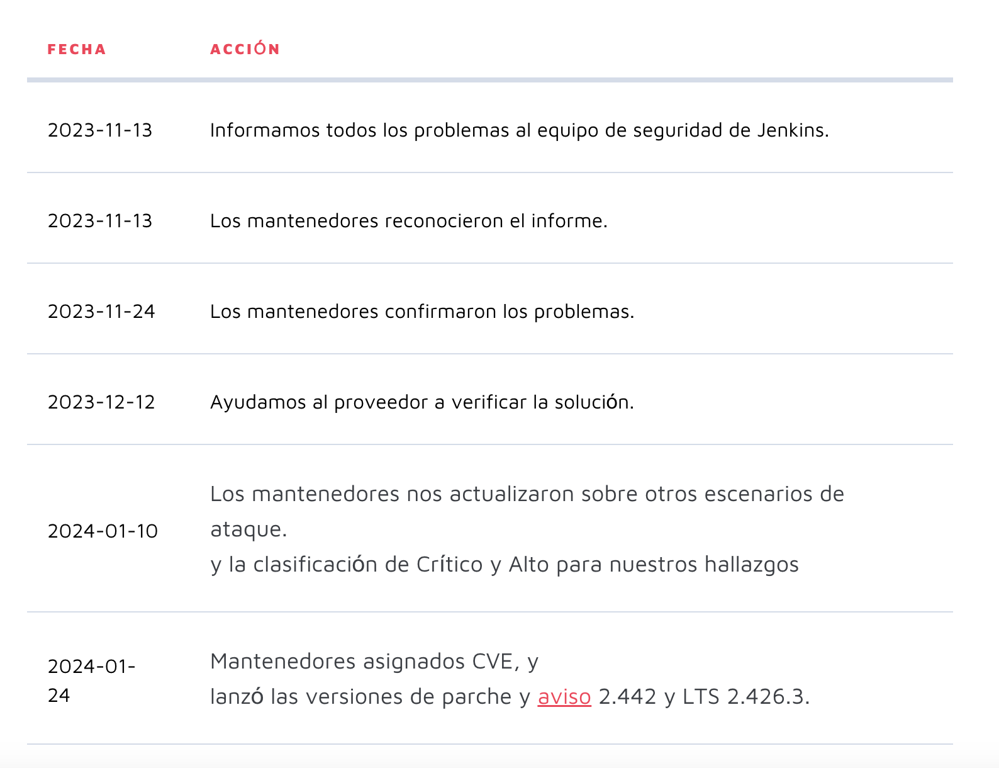 FECHA ACCIÓN
2023-11-13 Informamos todos los problemas al equipo de seguridad de Jenkins.
2023-11-13 Los mantenedores reconocieron el informe.
2023-11-24 Los mantenedores confirmaron los problemas.
2023-12-12 Ayudamos al proveedor a verificar la solución.
2024-01-10
Los mantenedores nos actualizaron sobre otros escenarios de
ataque.
y la clasificación de Crítico y Alto para nuestros hallazgos
2024-01-
24
Mantenedores asignados CVE, y
lanzó las versiones de parche y aviso 2.442 y LTS 2.426.3.